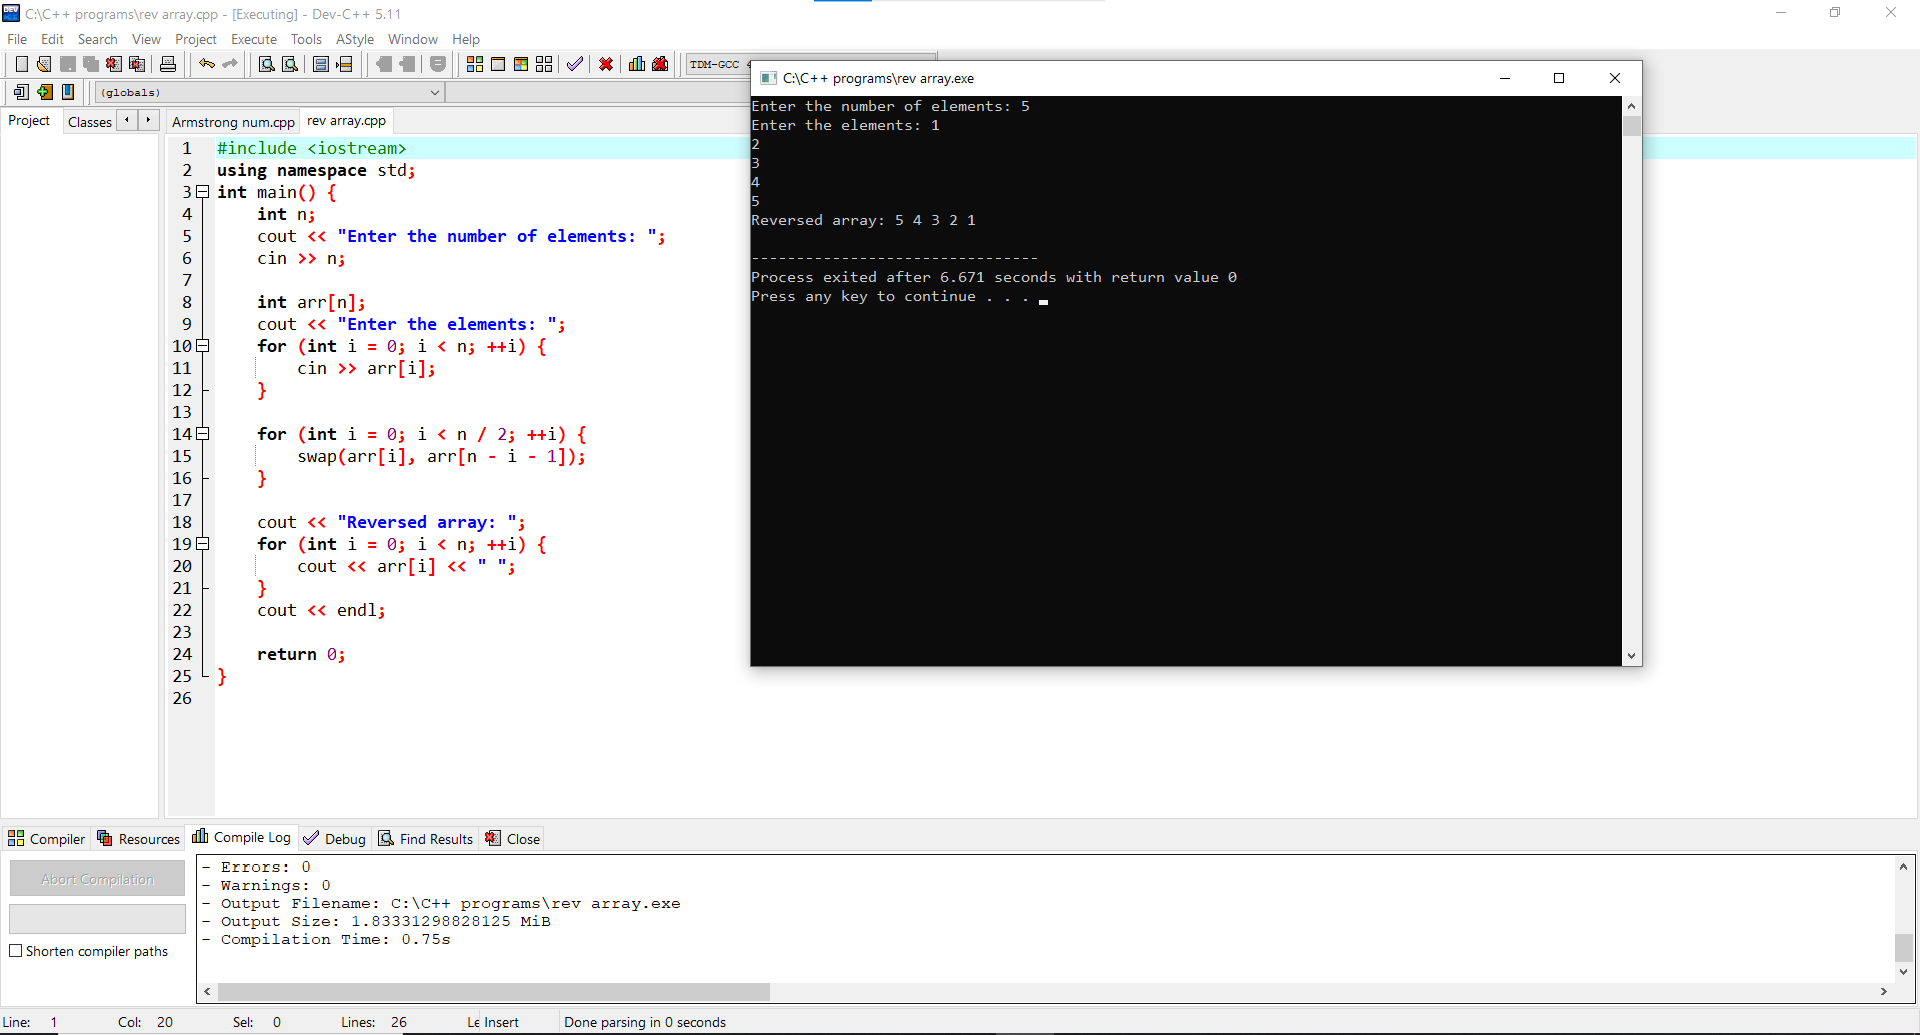 C:\C++ programs\rev array.cpp - [Executing] - Dev-C++ 5.11
File Edit Search View Project Execute Tools AStyle Window Help
TDM-GCC
(globals)
Project Classes Armstrong num.cpp rev array.cpp
1 #include <iostream>
2 using namespace std;
3 int main() {
4 int n;
5 cout << "Enter the number of elements: ";
6 cin >> n;
7
8 int arr[n];
9 cout << "Enter the elements: ";
10 for (int i = 0; i < n; ++i) {
11 cin >> arr[i];
12 }
13
14 for (int i = 0; i < n / 2; ++i) {
15 swap(arr[i], arr[n - i - 1]);
16 }
17
18 cout << "Reversed array: ";
19 for (int i = 0; i < n; ++i) {
20 cout << arr[i] << " ";
21 }
22 cout << endl;
23
24 return 0;
25 }
26
C:\C++ programs\rev array.exe
Enter the number of elements: 5
Enter the elements: 1
2
3
4
5
Reversed array: 5 4 3 2 1
--------------------------------
Process exited after 6.671 seconds with return value 0
Press any key to continue . . .
Compiler Resources Compile Log Debug Find Results Close
Abort Compilation
Shorten compiler paths
- Errors: 0
- Warnings: 0
- Output Filename: C:\C++ programs\rev array.exe
- Output Size: 1.83331298828125 MiB
- Compilation Time: 0.75s
Line: 1 Col: 20 Sel: 0 Lines: 26 Le Insert Done parsing in 0 seconds